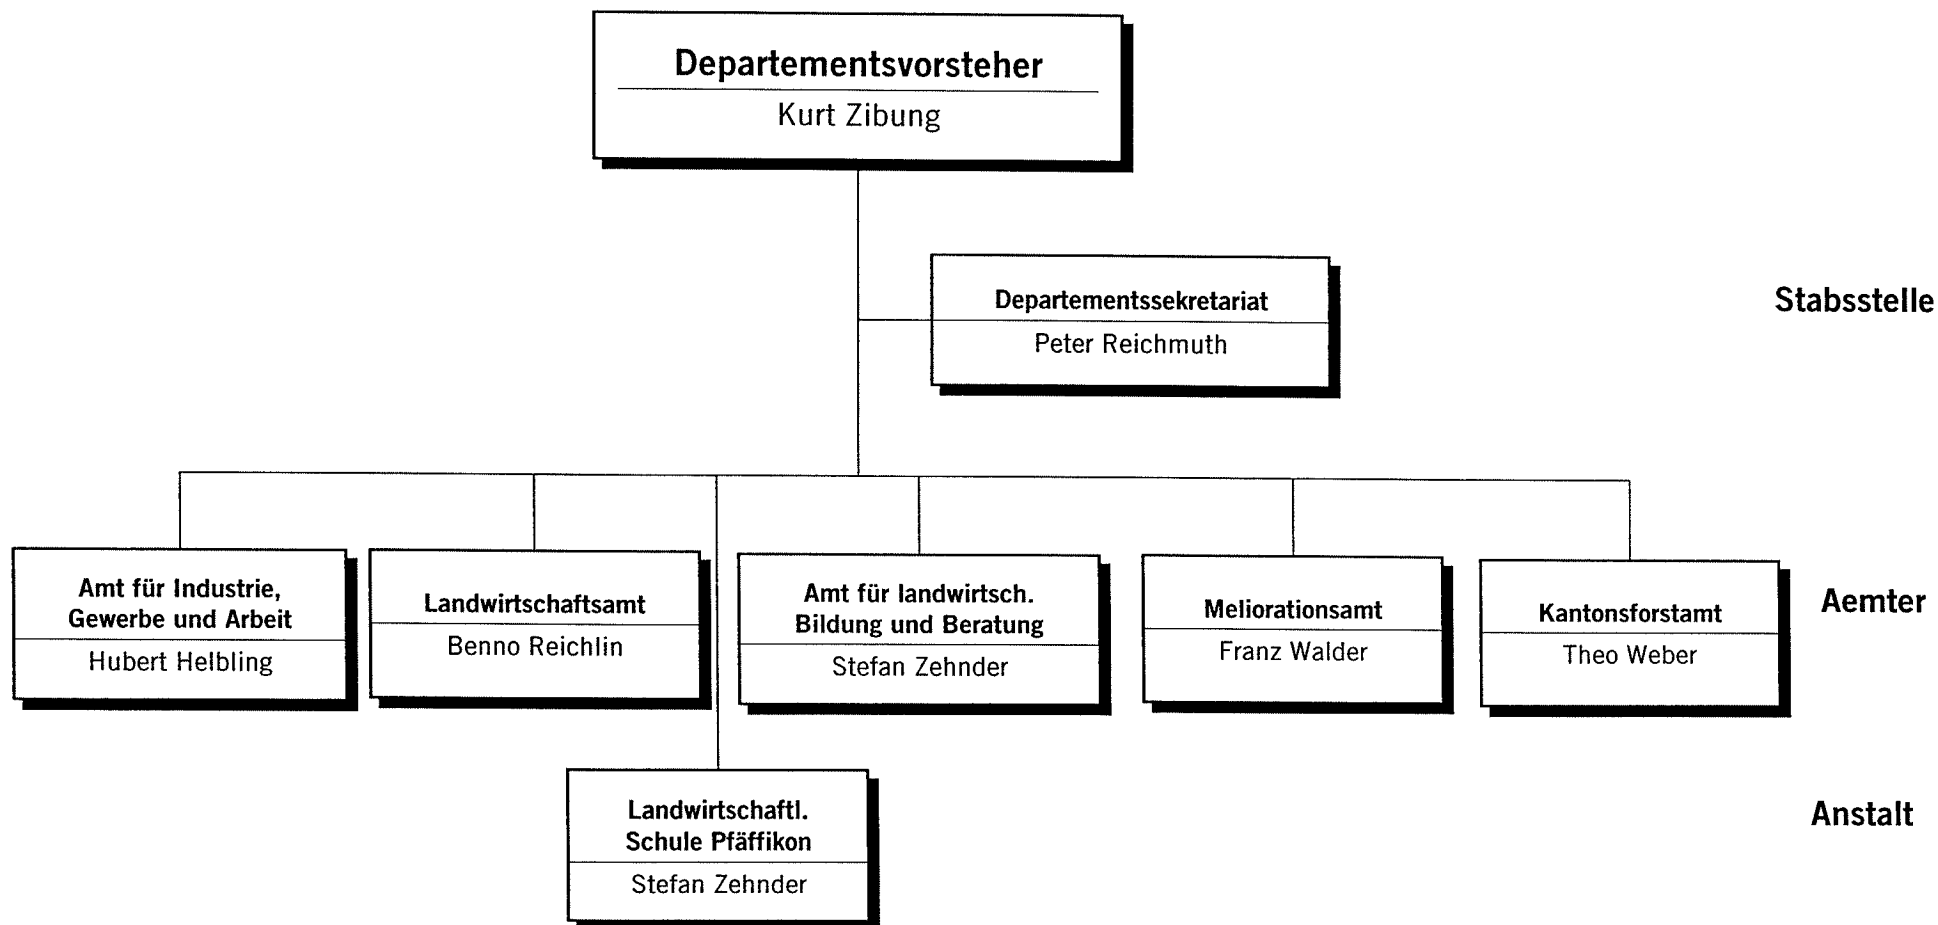 Departementsvorsteher
Kurt Zibung
Departementssekretariat
Peter Reichmuth
Stabsstelle
Amt für Industrie,
Gewerbe und Arbeit
Hubert Helbling
Landwirtschaftsamt
Benno Reichlin
Amt für landwirtsch.
Bildung und Beratung
Stefan Zehnder
Meliorationsamt
Franz Walder
Kantonsforstamt
Theo Weber
Aemter
Landwirtschaftl.
Schule Pfäffikon
Stefan Zehnder
Anstalt